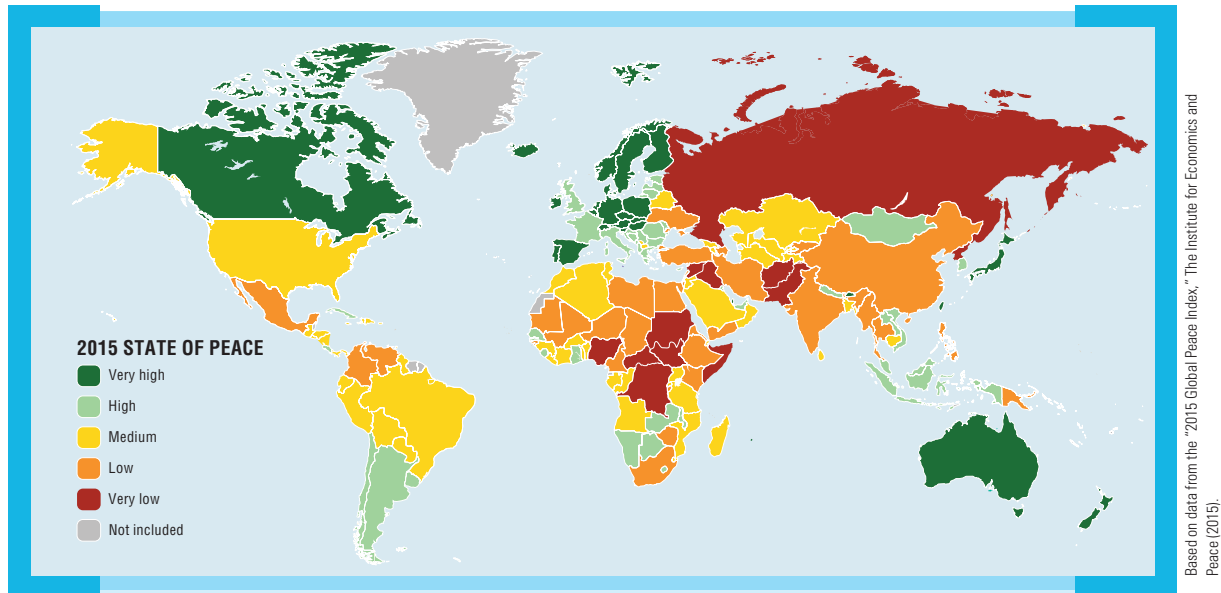 2015 STATE OF PEACE
Very high
High
Medium
Low
Very low
Not included
Based on data from the “2015 Global Peace Index,” The Institute for Economics and
Peace (2015).